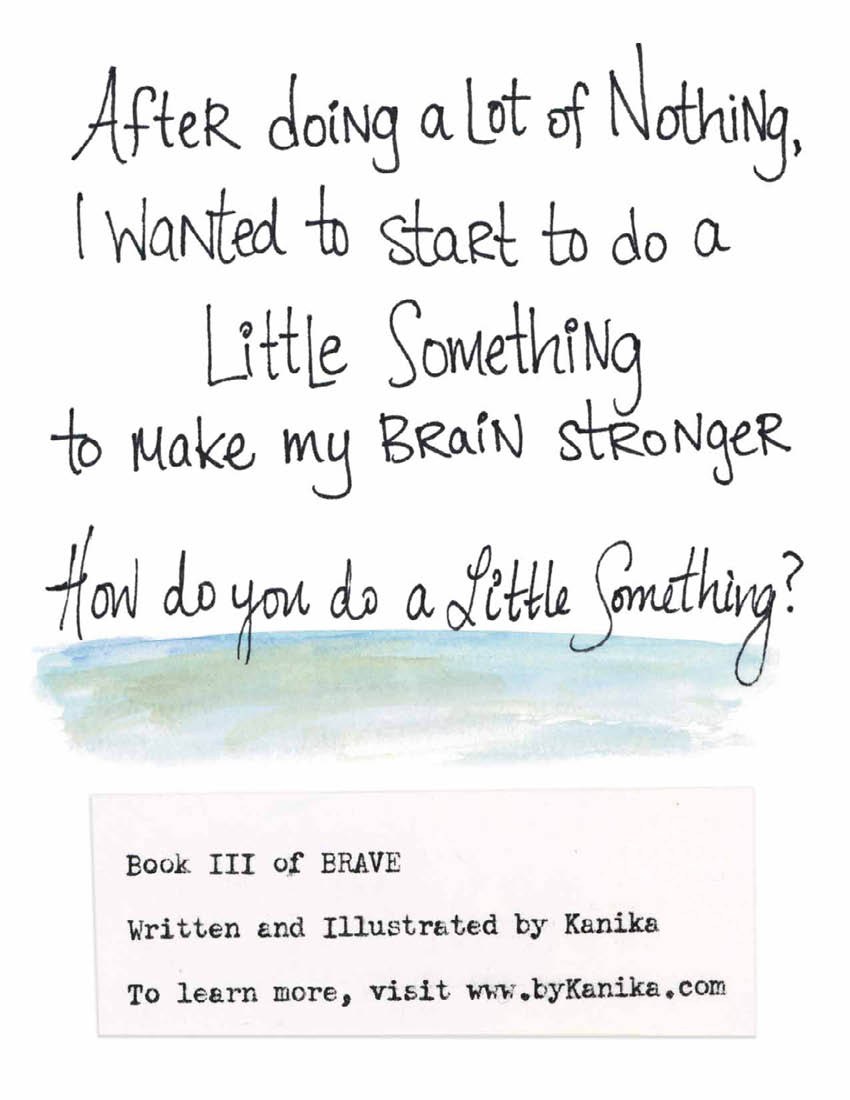 After doing a Lot of Nothing,
I wanted to start to do a
Little Something
to make my Brain stronger
How do you do a Little Something?
Book III of BRAVE
Written and Illustrated by Kanika
To learn more, visit www.byKanika.com